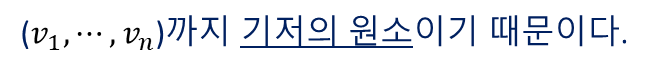 (v₁, ⋯ , vₙ)까지 기저의 원소이기 때문이다.